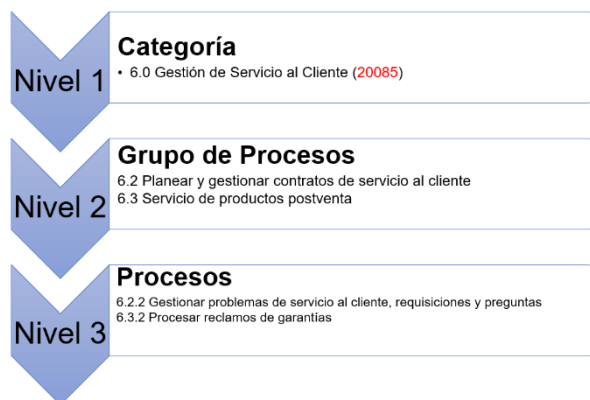 Nivel 1
Categoría
• 6.0 Gestión de Servicio al Cliente (20085)
Nivel 2
Grupo de Procesos
6.2 Planear y gestionar contratos de servicio al cliente
6.3 Servicio de productos postventa
Nivel 3
Procesos
6.2.2 Gestionar problemas de servicio al cliente, requisiciones y preguntas
6.3.2 Procesar reclamos de garantías